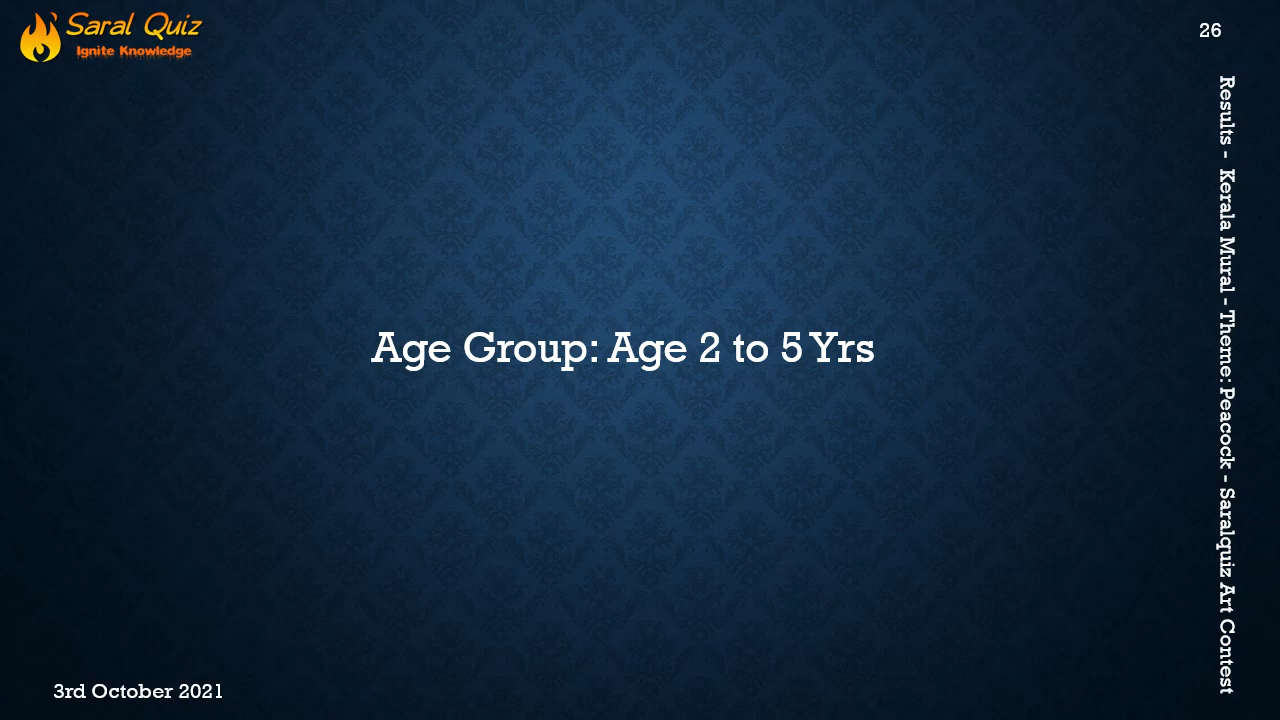 Saral Quiz
Ignite Knowledge
26
Results - Kerala Mural - Theme: Peacock - Saralquiz Art Contest
Age Group: Age 2 to 5 Yrs
3rd October 2021